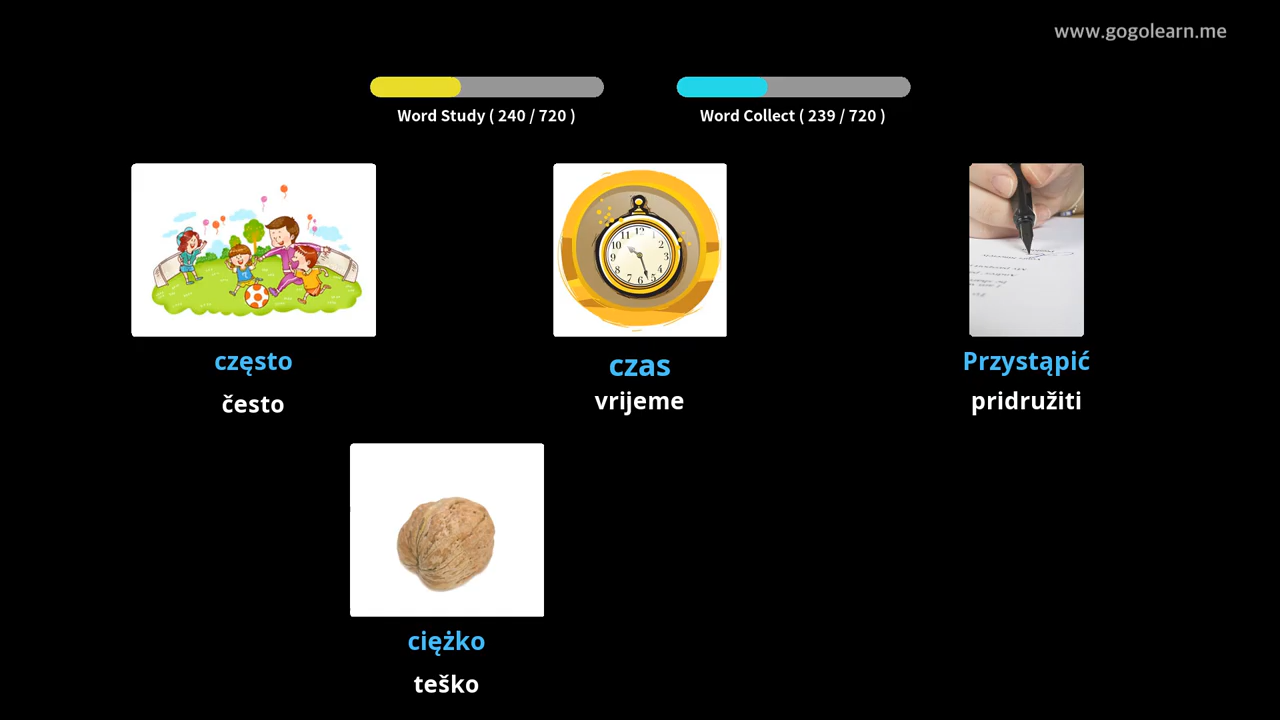 www.gogolearn.me
Word Study ( 240 / 720 )
Word Collect ( 239 / 720 )
często
czas
Przystąpić
često
vrijeme
pridružiti
ciężko
teško